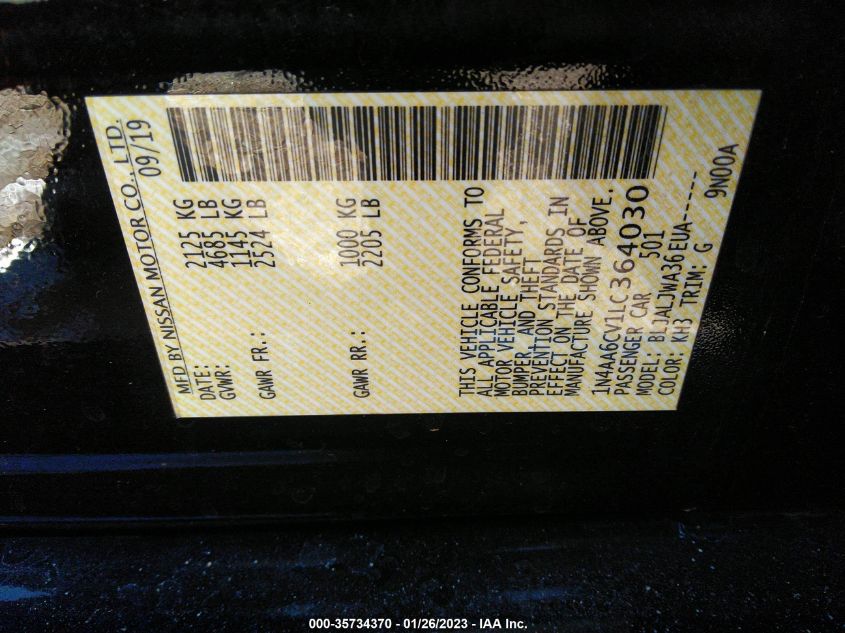 MFD BY NISSAN MOTOR CO., LTD.
DATE: 09/19
GVWR: 2125 KG
4685 LB
GAWR FR.: 1145 KG
2524 LB
GAWR RR.: 1000 KG
2205 LB
THIS VEHICLE CONFORMS TO
ALL APPLICABLE FEDERAL
MOTOR VEHICLE SAFETY,
BUMPER, AND THEFT
PREVENTION STANDARDS IN
EFFECT ON THE DATE OF
MANUFACTURE SHOWN ABOVE.
1N4AA6CV1LC364030
PASSENGER CAR 501
MODEL: BLJALJWA36EUA-----
COLOR: KH3 TRIM: G 9N00A
000-35734370 - 01/26/2023 - IAA Inc.